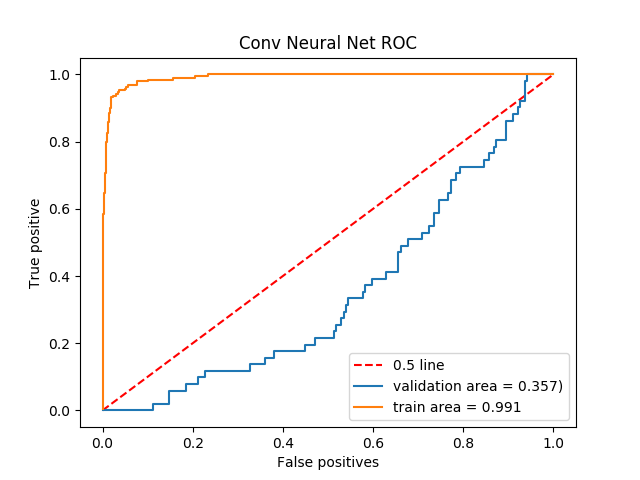 Conv Neural Net ROC
1.0
0.8
0.6
0.4
0.2
0.0
True positive
0.5 line
validation area = 0.357)
train area = 0.991
0.0 0.2 0.4 0.6 0.8 1.0
False positives